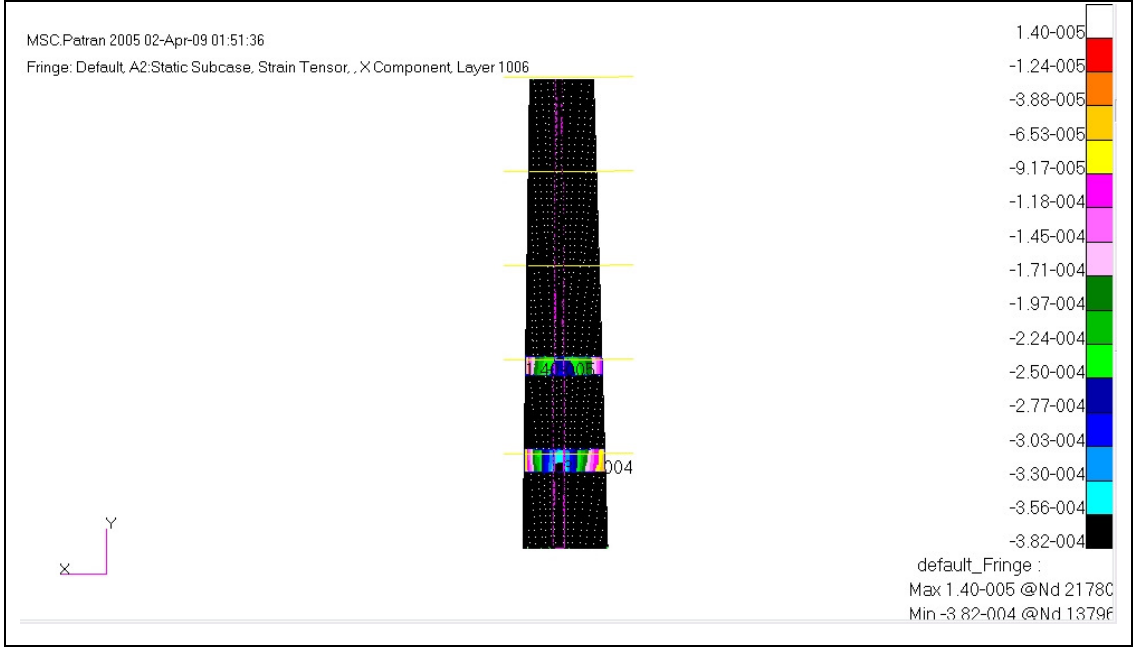 MSC.Patran 2005 02-Apr-09 01:51:36
Fringe: Default, A2:Static Subcase, Strain Tensor, , X Component, Layer 1006
1.40-005
-1.24-005
-3.88-005
-6.53-005
-9.17-005
-1.18-004
-1.45-004
-1.71-004
-1.97-004
-2.24-004
-2.50-004
-2.77-004
-3.03-004
-3.30-004
-3.56-004
-3.82-004
1.40-005
004
Y
X
default_Fringe :
Max 1.40-005 @Nd 21780
Min -3.82-004 @Nd 13796